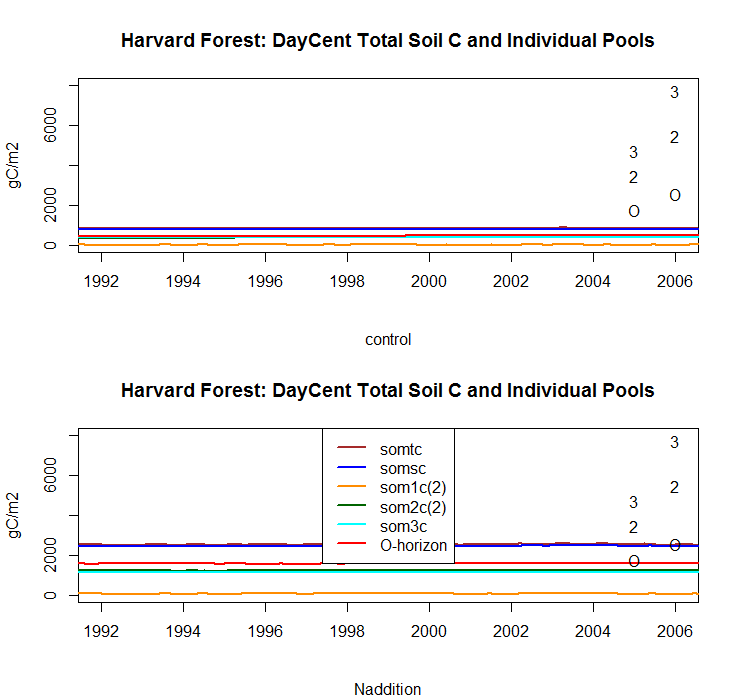 Harvard Forest: DayCent Total Soil C and Individual Pools
gC/m2
6000
2000
0
3
2
3
2
O
O
1992 1994 1996 1998 2000 2002 2004 2006
control
Harvard Forest: DayCent Total Soil C and Individual Pools
gC/m2
6000
2000
0
somtc
somsc
som1c(2)
som2c(2)
som3c
O-horizon
3
2
3
2
O
O
1992 1994 1996 1998 2000 2002 2004 2006
Naddition